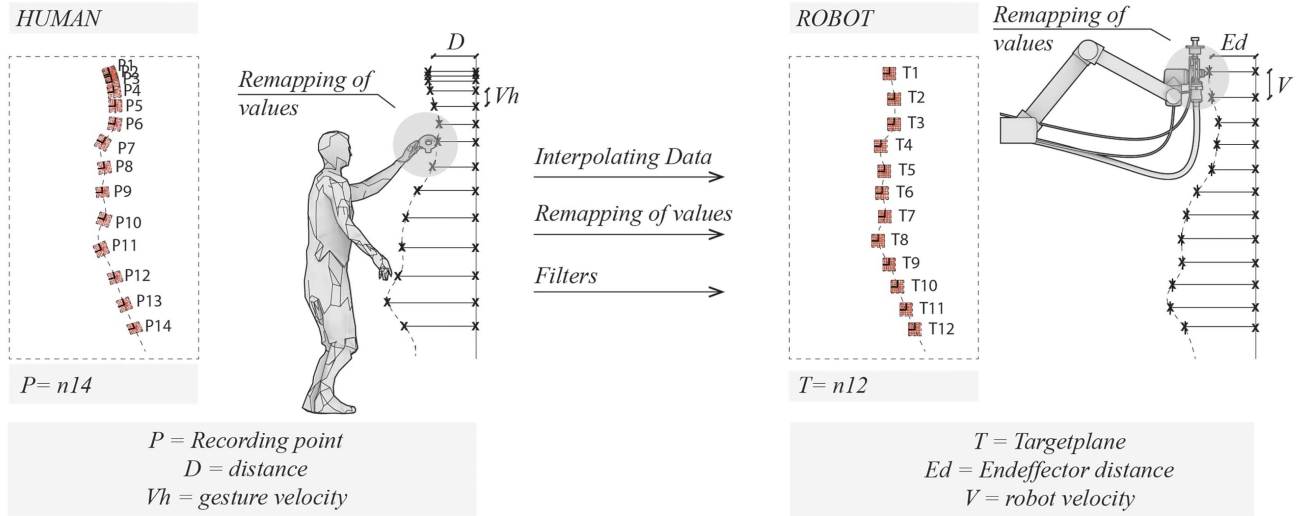 HUMAN
P1
P2
P3
P4
P5
P6
P7
P8
P9
P10
P11
P12
P13
P14
P= n14
Remapping of
values
D
Vh
P = Recording point
D = distance
Vh = gesture velocity
Interpolating Data
Remapping of values
Filters
ROBOT
T1
T2
T3
T4
T5
T6
T7
T8
T9
T10
T11
T12
T= n12
Remapping of
values
Ed
V
T = Targetplane
Ed = Endeffector distance
V = robot velocity